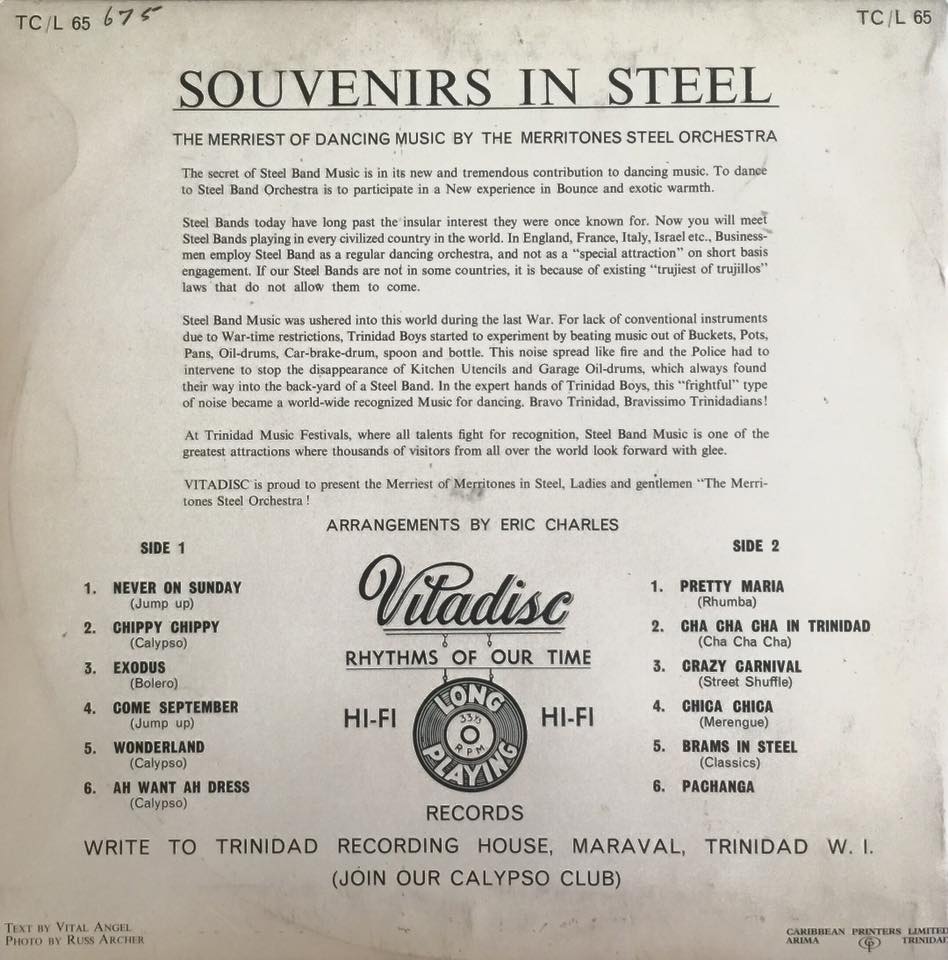 TC/L 65 675
TC/L 65
SOUVENIRS IN STEEL
THE MERRIEST OF DANCING MUSIC BY THE MERRITONES STEEL ORCHESTRA
The secret of Steel Band Music is in its new and tremendous contribution to dancing music. To dance
to Steel Band Orchestra is to participate in a New experience in Bounce and exotic warmth.
Steel Bands today have long past the insular interest they were once known for. Now you will meet
Steel Bands playing in every civilized country in the world. In England, France, Italy, Israel etc., Business-
men employ Steel Band as a regular dancing orchestra, and not as a "special attraction" on short basis
engagement. If our Steel Bands are not in some countries, it is because of existing "trujiest of trujillos"
laws that do not allow them to come.
Steel Band Music was ushered into this world during the last War. For lack of conventional instruments
due to War-time restrictions, Trinidad Boys started to experiment by beating music out of Buckets, Pots,
Pans, Oil-drums, Car-brake-drum, spoon and bottle. This noise spread like fire and the Police had to
intervene to stop the disappearance of Kitchen Utencils and Garage Oil-drums, which always found
their way into the back-yard of a Steel Band. In the expert hands of Trinidad Boys, this "frightful" type
of noise became a world-wide recognized Music for dancing. Bravo Trinidad, Bravissimo Trinidadians!
At Trinidad Music Festivals, where all talents fight for recognition, Steel Band Music is one of the
greatest attractions where thousands of visitors from all over the world look forward with glee.
VITADISC is proud to present the Merriest of Merritones in Steel, Ladies and gentlemen "The Merri-
tones Steel Orchestra !
ARRANGEMENTS BY ERIC CHARLES
SIDE 1
1. NEVER ON SUNDAY
(Jump up)
2. CHIPPY CHIPPY
(Calypso)
3. EXODUS
(Bolero)
4. COME SEPTEMBER
(Jump up)
5. WONDERLAND
(Calypso)
6. AH WANT AH DRESS
(Calypso)
Vitadisc
RHYTHMS OF OUR TIME
HI-FI
LONG
33⅓
RPM
PLAYING
HI-FI
RECORDS
SIDE 2
1. PRETTY MARIA
(Rhumba)
2. CHA CHA CHA IN TRINIDAD
(Cha Cha Cha)
3. CRAZY CARNIVAL
(Street Shuffle)
4. CHICA CHICA
(Merengue)
5. BRAMS IN STEEL
(Classics)
6. PACHANGA
WRITE TO TRINIDAD RECORDING HOUSE, MARAVAL, TRINIDAD W. I.
(JOIN OUR CALYPSO CLUB)
TEXT BY VITAL ANGEL
PHOTO BY RUSS ARCHER
CARIBBEAN PRINTERS LIMITED
ARIMA CP TRINIDAD